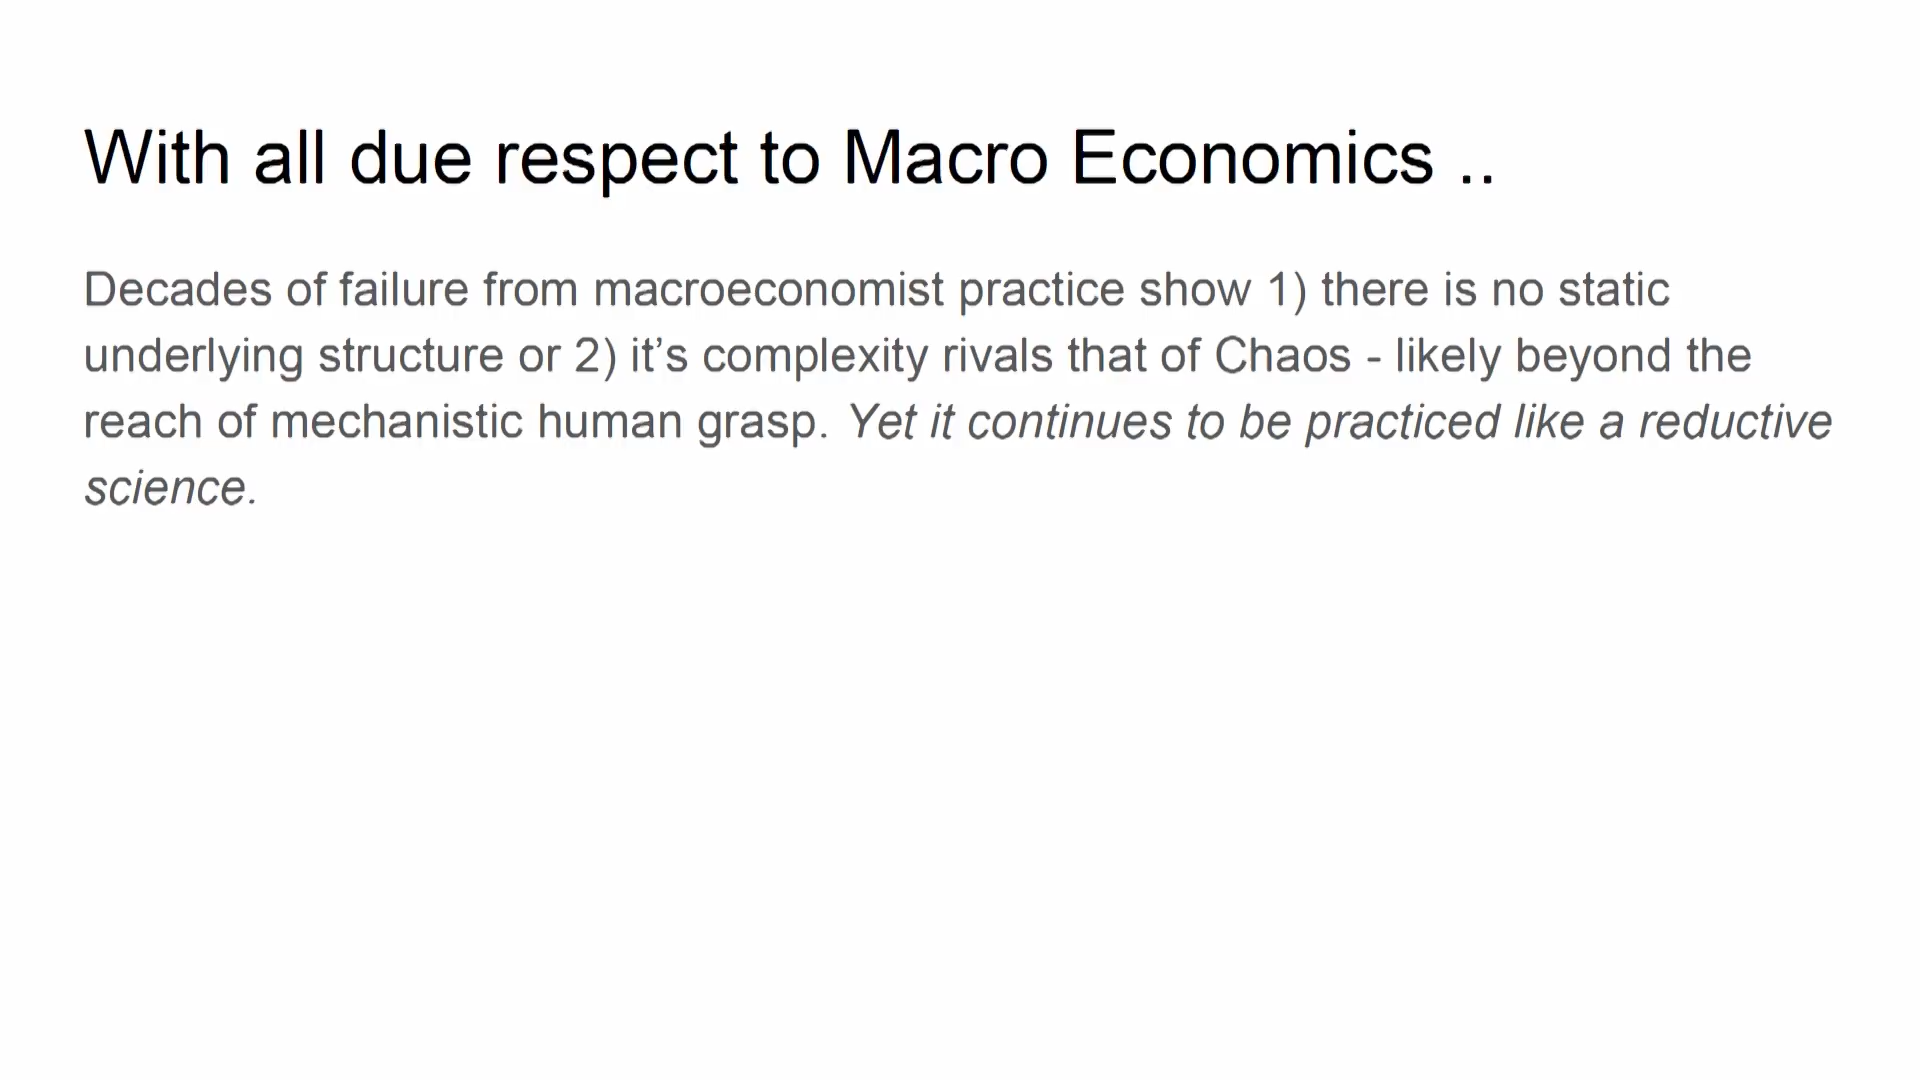 With all due respect to Macro Economics ..
Decades of failure from macroeconomist practice show 1) there is no static
underlying structure or 2) it’s complexity rivals that of Chaos - likely beyond the
reach of mechanistic human grasp. Yet it continues to be practiced like a reductive
science.